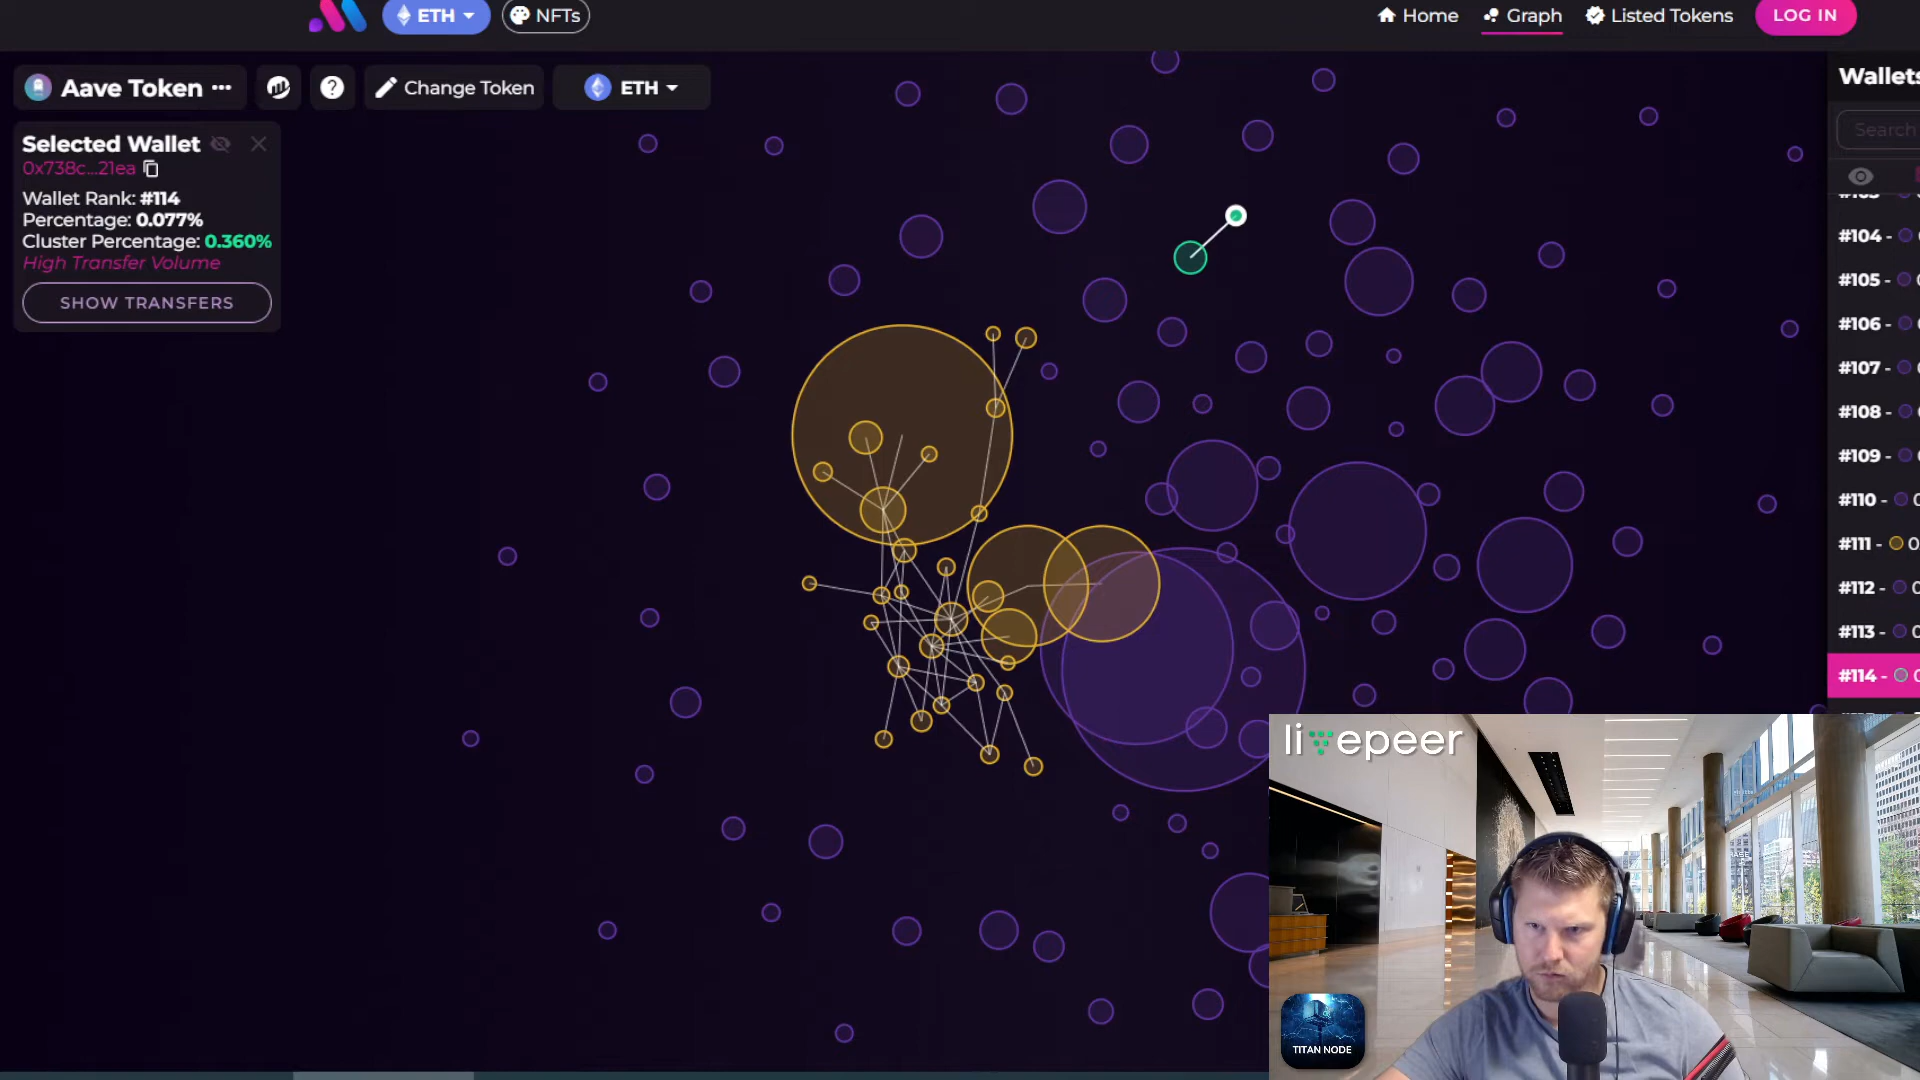 ETH
NFTs
Home
Graph
Listed Tokens
LOG IN
Aave Token
Change Token
ETH
Selected Wallet
0x738c...21ea
Wallet Rank: #114
Percentage: 0.077%
Cluster Percentage: 0.360%
High Transfer Volume
SHOW TRANSFERS
Wallets
Search
#104 -
#105 -
#106 -
#107 -
#108 -
#109 -
#110 -
#111 -
#112 -
#113 -
#114 -
livepeer
TITAN NODE